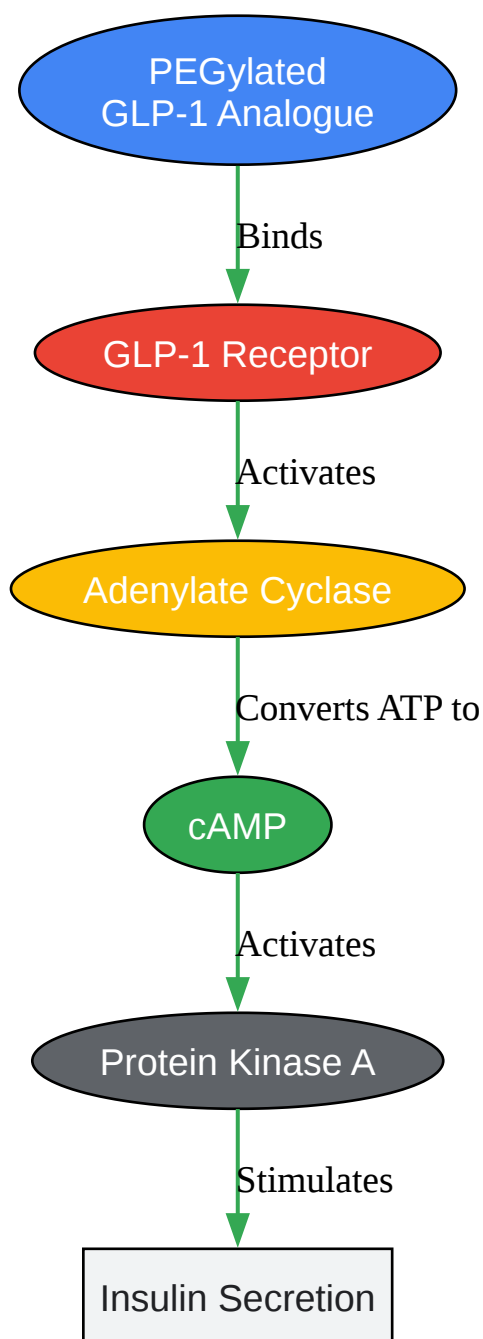 PEGylated
GLP-1 Analogue
Binds
GLP-1 Receptor
Activates
Adenylate Cyclase
Converts ATP to
cAMP
Activates
Protein Kinase A
Stimulates
Insulin Secretion